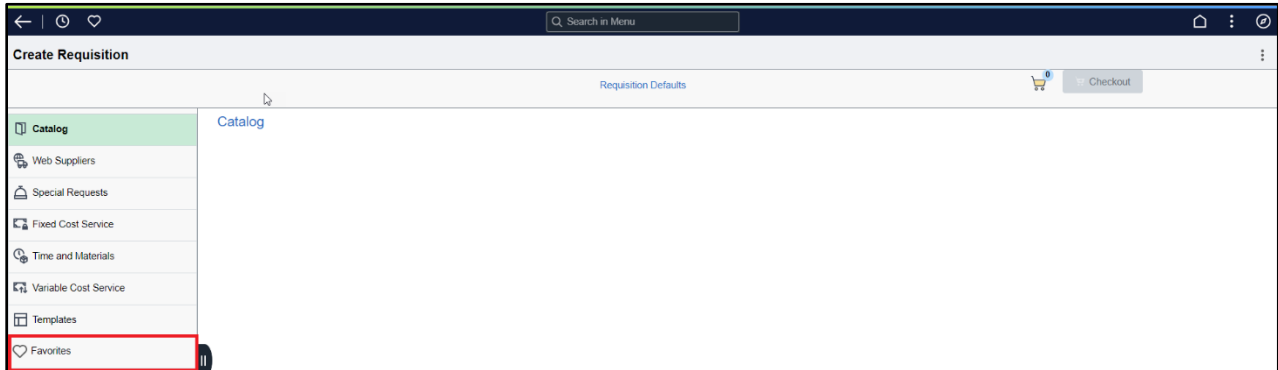 Search in Menu
Create Requisition
Requisition Defaults
0
Checkout
Catalog
Catalog
Web Suppliers
Special Requests
Fixed Cost Service
Time and Materials
Variable Cost Service
Templates
Favorites